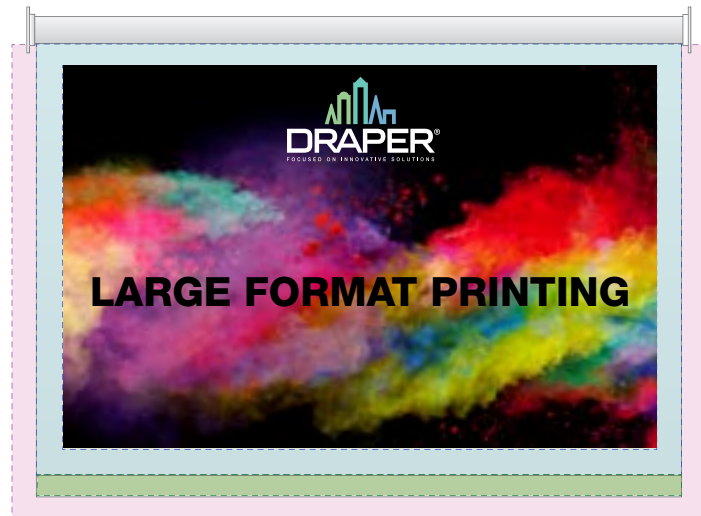 DRAPER®
FOCUSED ON INNOVATIVE SOLUTIONS
LARGE FORMAT PRINTING